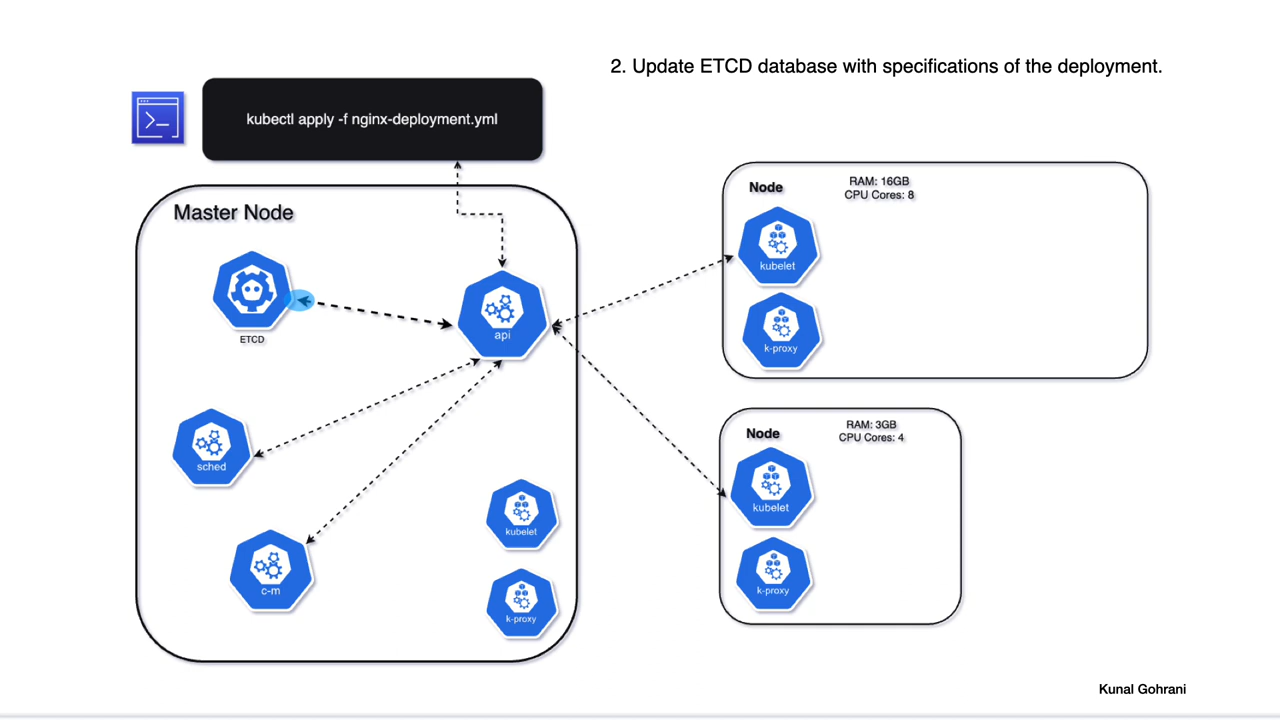 2. Update ETCD database with specifications of the deployment.
kubectl apply -f nginx-deployment.yml
Master Node
ETCD
api
sched
c-m
kubelet
k-proxy
Node
RAM: 16GB
CPU Cores: 8
kubelet
k-proxy
Node
RAM: 3GB
CPU Cores: 4
kubelet
k-proxy
Kunal Gohrani